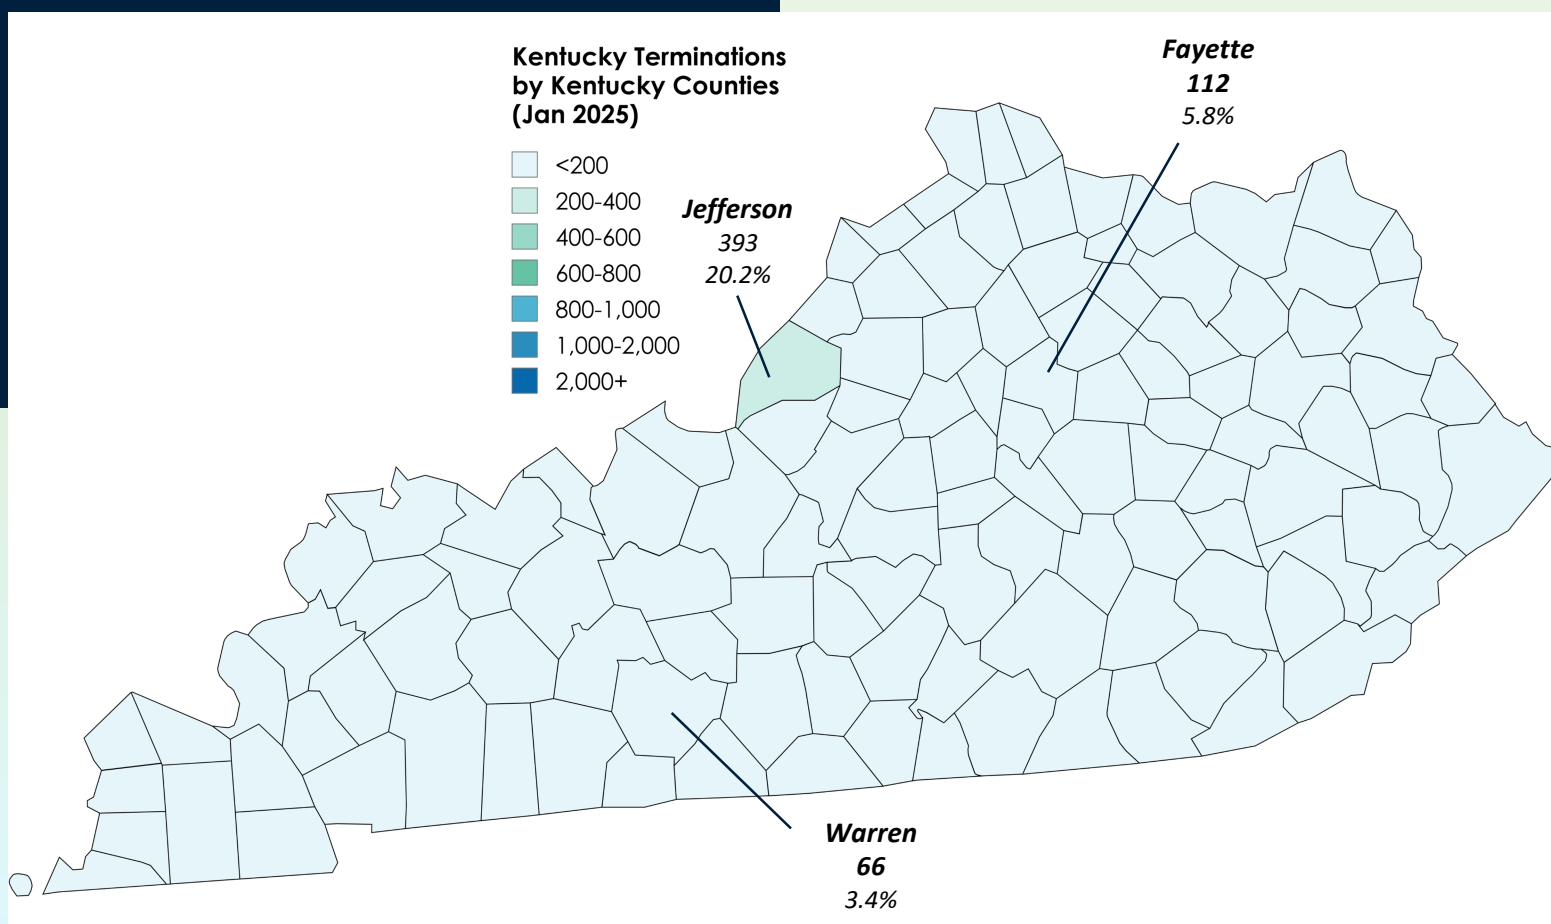 Kentucky Terminations
by Kentucky Counties
(Jan 2025)
<200
200-400
400-600
600-800
800-1,000
1,000-2,000
2,000+
Jefferson
393
20.2%
Fayette
112
5.8%
Warren
66
3.4%